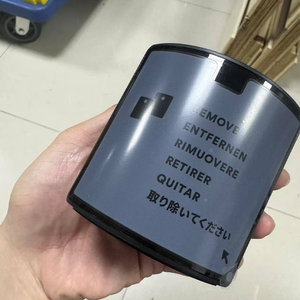 REMOVE
ENTFERNEN
RIMUOVERE
RETIRER
QUITAR
取り除いてください